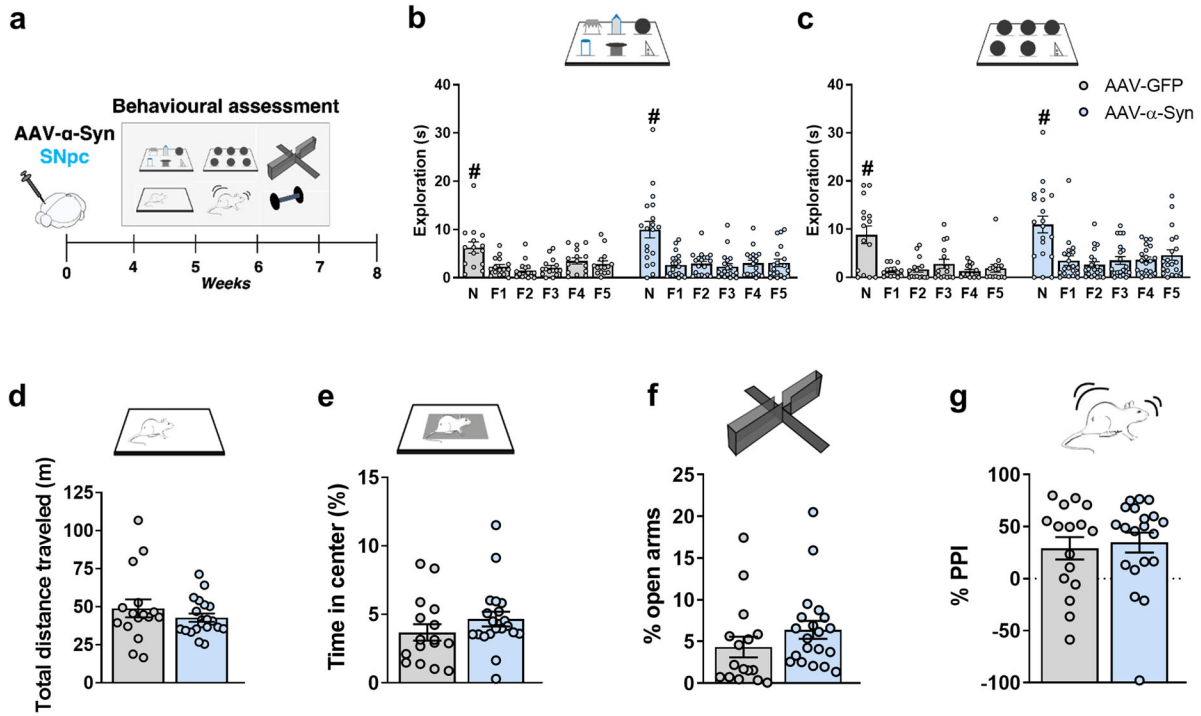 a
Behavioural assessment
AAV-α-Syn
SNpc
0 4 5 6 7 8
Weeks
b
Exploration (s)
40
30
20
10
0
#
#
N F1 F2 F3 F4 F5 N F1 F2 F3 F4 F5
c
Exploration (s)
40
30
20
10
0
#
#
N F1 F2 F3 F4 F5 N F1 F2 F3 F4 F5
AAV-GFP
AAV-α-Syn
d
Total distance traveled (m)
125
100
75
50
25
0
e
Time in center (%)
15
10
5
0
f
% open arms
25
20
15
10
5
0
g
% PPI
100
50
0
-50
-100